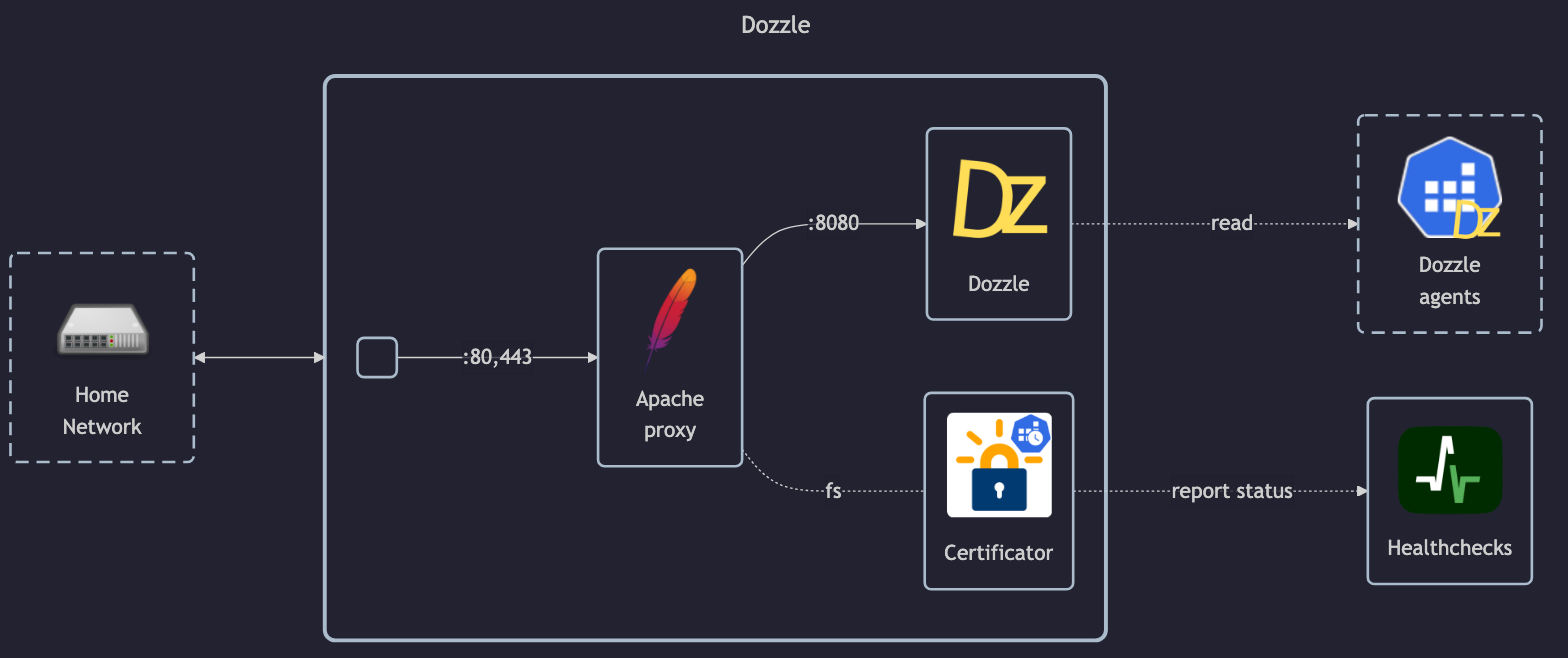 Dozzle
Home
Network
:80,443
Apache
proxy
:8080
Dz
Dozzle
read
Dz
Dozzle
agents
fs
Certificator
report status
Healthchecks